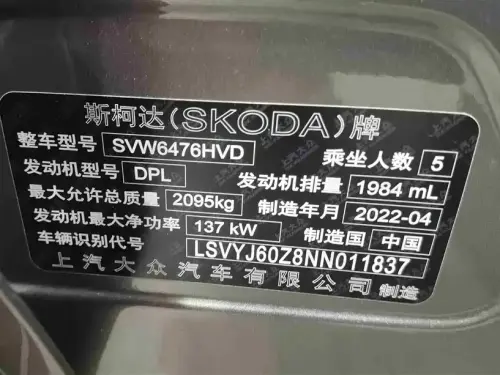 斯柯达(SKODA)牌
整车型号 SVW6476HVD 乘坐人数 5
发动机型号 DPL 发动机排量 1984 mL
最大允许总质量 2095kg 制造年月 2022-04
发动机最大净功率 137 kW 制造国 中国
车辆识别代号 LSVYJ60Z8NN011837
上汽大众汽车有限公司 制造